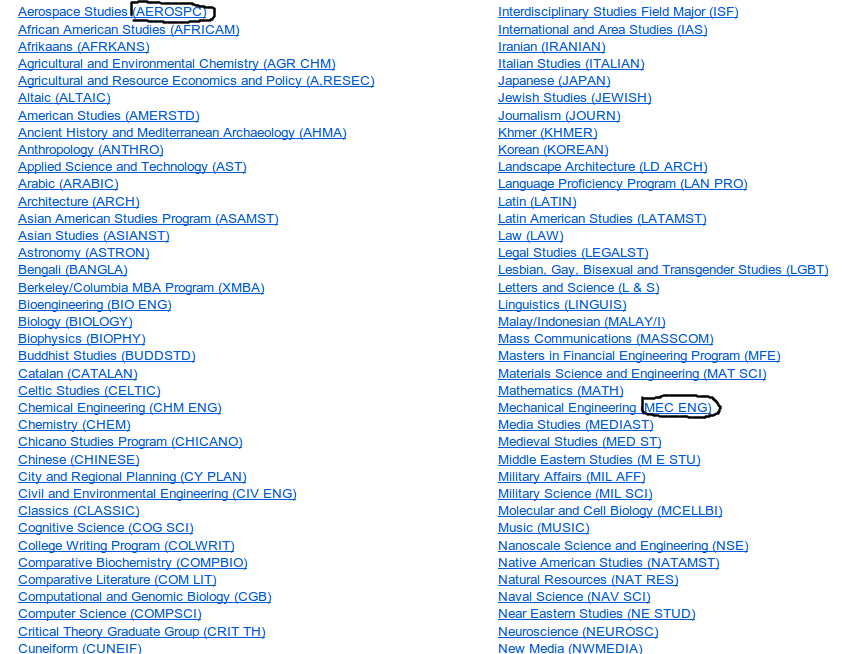 Aerospace Studies (AEROSPC)
African American Studies (AFRICAM)
Afrikaans (AFRKANS)
Agricultural and Environmental Chemistry (AGR CHM)
Agricultural and Resource Economics and Policy (A,RESEC)
Altaic (ALTAIC)
American Studies (AMERSTD)
Ancient History and Mediterranean Archaeology (AHMA)
Anthropology (ANTHRO)
Applied Science and Technology (AST)
Arabic (ARABIC)
Architecture (ARCH)
Asian American Studies Program (ASAMST)
Asian Studies (ASIANST)
Astronomy (ASTRON)
Bengali (BANGLA)
Berkeley/Columbia MBA Program (XMBA)
Bioengineering (BIO ENG)
Biology (BIOLOGY)
Biophysics (BIOPHY)
Buddhist Studies (BUDDSTD)
Catalan (CATALAN)
Celtic Studies (CELTIC)
Chemical Engineering (CHM ENG)
Chemistry (CHEM)
Chicano Studies Program (CHICANO)
Chinese (CHINESE)
City and Regional Planning (CY PLAN)
Civil and Environmental Engineering (CIV ENG)
Classics (CLASSIC)
Cognitive Science (COG SCI)
College Writing Program (COLWRIT)
Comparative Biochemistry (COMPBIO)
Comparative Literature (COM LIT)
Computational and Genomic Biology (CGB)
Computer Science (COMPSCI)
Critical Theory Graduate Group (CRIT TH)
Cuneiform (CUNEIF)
Interdisciplinary Studies Field Major (ISF)
International and Area Studies (IAS)
Iranian (IRANIAN)
Italian Studies (ITALIAN)
Japanese (JAPAN)
Jewish Studies (JEWISH)
Journalism (JOURN)
Khmer (KHMER)
Korean (KOREAN)
Landscape Architecture (LD ARCH)
Language Proficiency Program (LAN PRO)
Latin (LATIN)
Latin American Studies (LATAMST)
Law (LAW)
Legal Studies (LEGALST)
Lesbian, Gay, Bisexual and Transgender Studies (LGBT)
Letters and Science (L & S)
Linguistics (LINGUIS)
Malay/Indonesian (MALAY/I)
Mass Communications (MASSCOM)
Masters in Financial Engineering Program (MFE)
Materials Science and Engineering (MAT SCI)
Mathematics (MATH)
Mechanical Engineering (MEC ENG)
Media Studies (MEDIAST)
Medieval Studies (MED ST)
Middle Eastern Studies (M E STU)
Military Affairs (MIL AFF)
Military Science (MIL SCI)
Molecular and Cell Biology (MCELLBI)
Music (MUSIC)
Nanoscale Science and Engineering (NSE)
Native American Studies (NATAMST)
Natural Resources (NAT RES)
Naval Science (NAV SCI)
Near Eastern Studies (NE STUD)
Neuroscience (NEUROSC)
New Media (NWMEDIA)